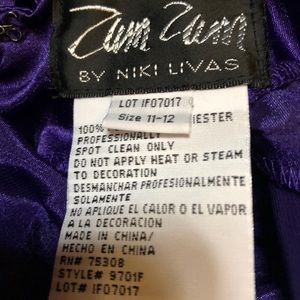 Zum Zum
BY NIKI LIVAS
LOT IF07017
Size 11-12
100% ESTER
PROFESSIONALLY
SPOT CLEAN ONLY
DO NOT APPLY HEAT OR STEAM
TO DECORATION
DESMANCHAR PROFESIONALMENTE
SOLAMENTE
NO APLIQUE EL CALOR O EL VAPOR
A LA DECORACION
MADE IN CHINA/
HECHO EN CHINA
RN# 75308
STYLE# 9701F
LOT# IF07017